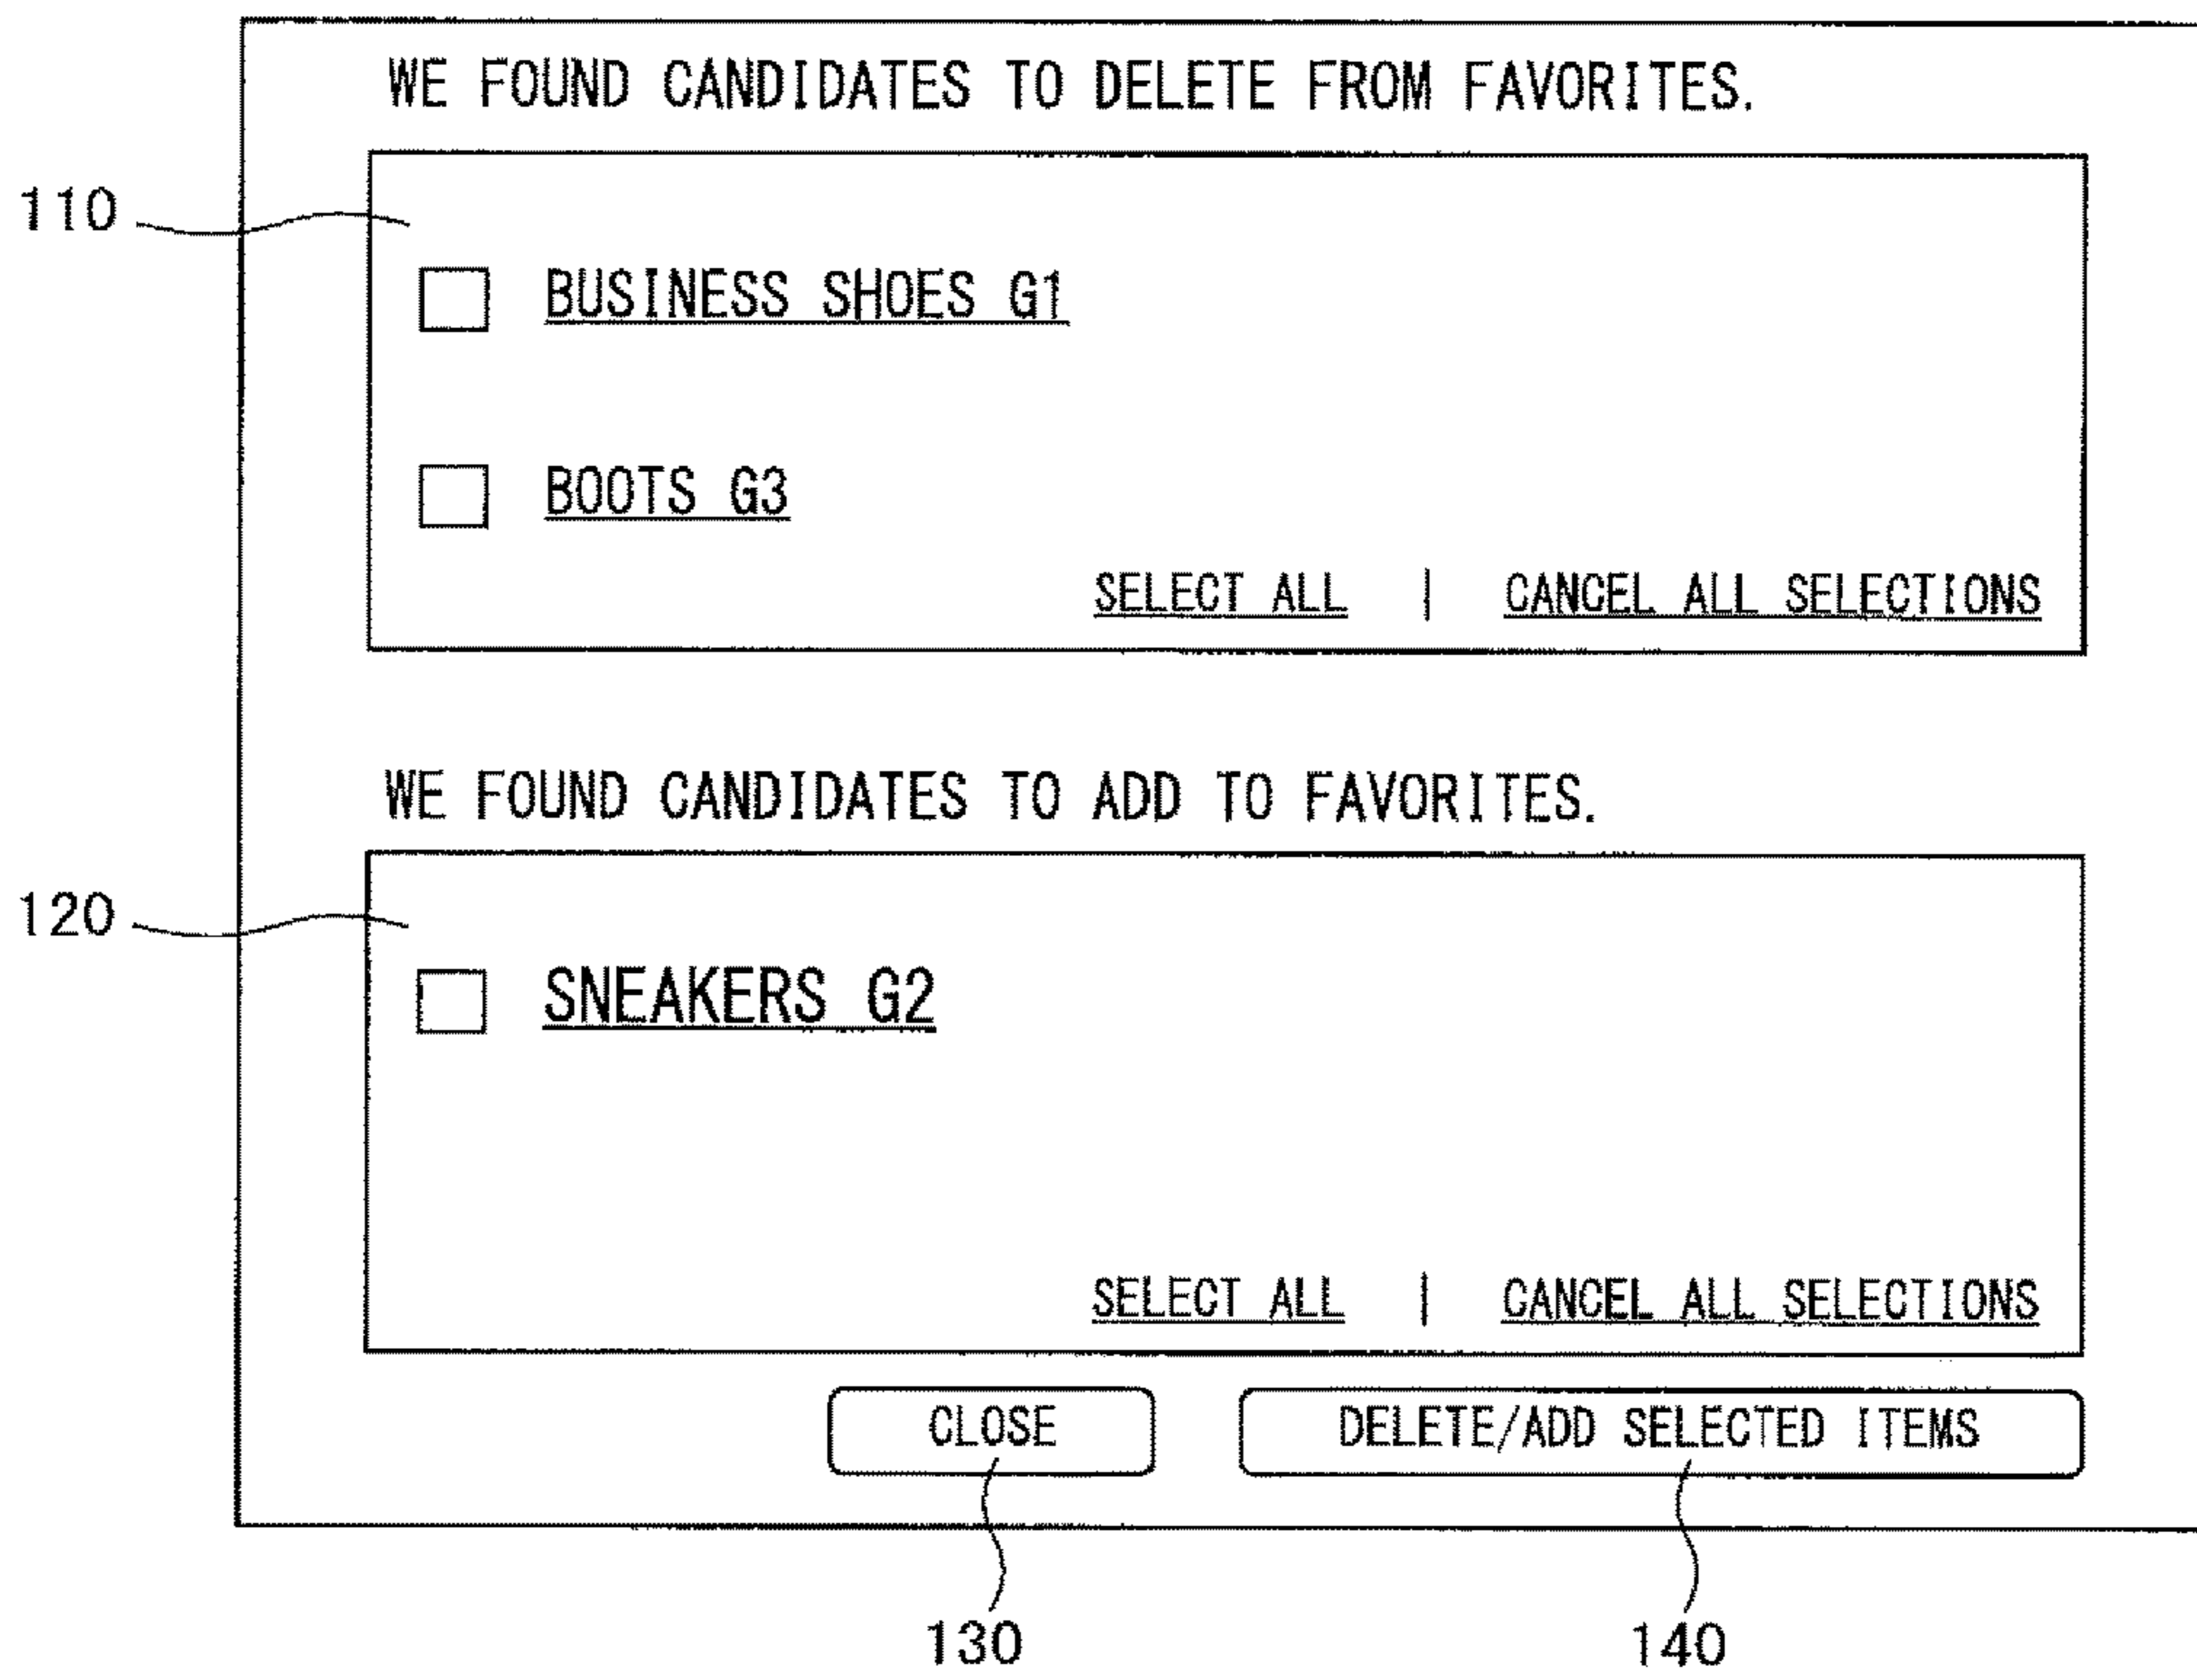 WE FOUND CANDIDATES TO DELETE FROM FAVORITES.
110
BUSINESS SHOES G1
BOOTS G3
SELECT ALL | CANCEL ALL SELECTIONS
WE FOUND CANDIDATES TO ADD TO FAVORITES.
120
SNEAKERS G2
SELECT ALL | CANCEL ALL SELECTIONS
CLOSE DELETE/ADD SELECTED ITEMS
130 140